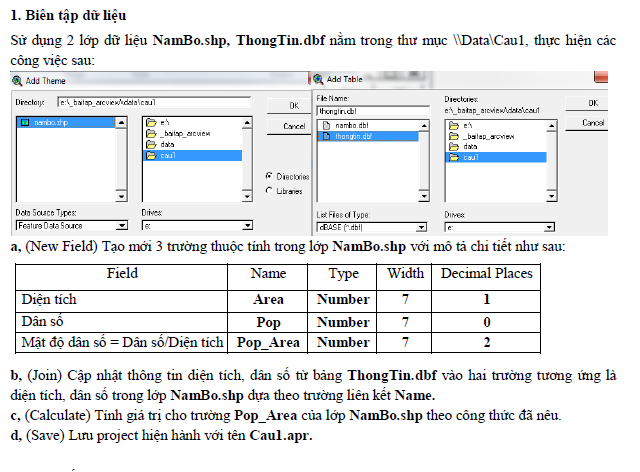 1. Biên tập dữ liệu
Sử dụng 2 lớp dữ liệu NamBo.shp, ThongTin.dbf nằm trong thư mục \\Data\Cau1, thực hiện các
công việc sau:
Add Theme
Directory: e:\_baitap_arcview\data\cau1
OK
nambo.shp
e:\
_baitap_arcview
data
cau1
Cancel
Directories
Libraries
Data Source Types:
Drives:
Feature Data Source
e:
Add Table
File Name:
Directories:
thongtin.dbf
e:\_baitap_arcview\data\cau1
OK
nambo.dbf
thongtin.dbf
e:\
_baitap_arcview
data
cau1
Cancel
List Files of Type:
Drives:
dBASE (*.dbf)
e:
a, (New Field) Tạo mới 3 trường thuộc tính trong lớp NamBo.shp với mô tả chi tiết như sau:
Field Name Type Width Decimal Places
Diện tích Area Number 7 1
Dân số Pop Number 7 0
Mật độ dân số = Dân số/Diện tích Pop_Area Number 7 2
b, (Join) Cập nhật thông tin diện tích, dân số từ bảng ThongTin.dbf vào hai trường tương ứng là
diện tích, dân số trong lớp NamBo.shp dựa theo trường liên kết Name.
c, (Calculate) Tính giá trị cho trường Pop_Area của lớp NamBo.shp theo công thức đã nêu.
d, (Save) Lưu project hiện hành với tên Cau1.apr.